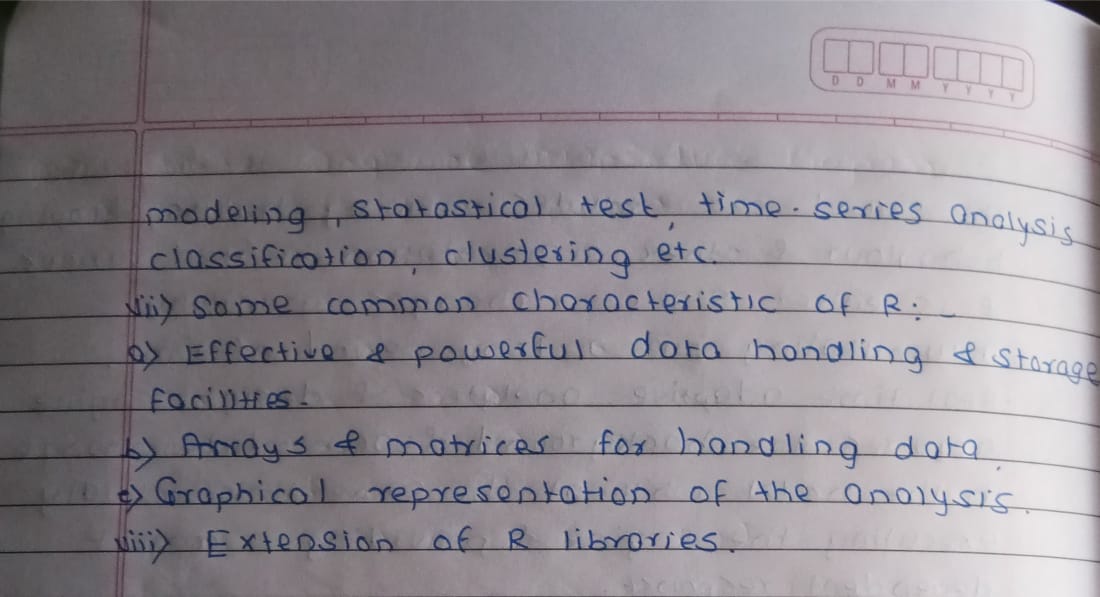 D D M M Y Y Y Y
modeling, statastical test, time-series analysis
classification, clustering etc.
vii) Some common characteristic of R:-
a) Effective & powerful data handling & storage
facilities.
b) Arrays & matrices for handling data.
c) Graphical representation of the analysis.
viii) Extension of R libraries.